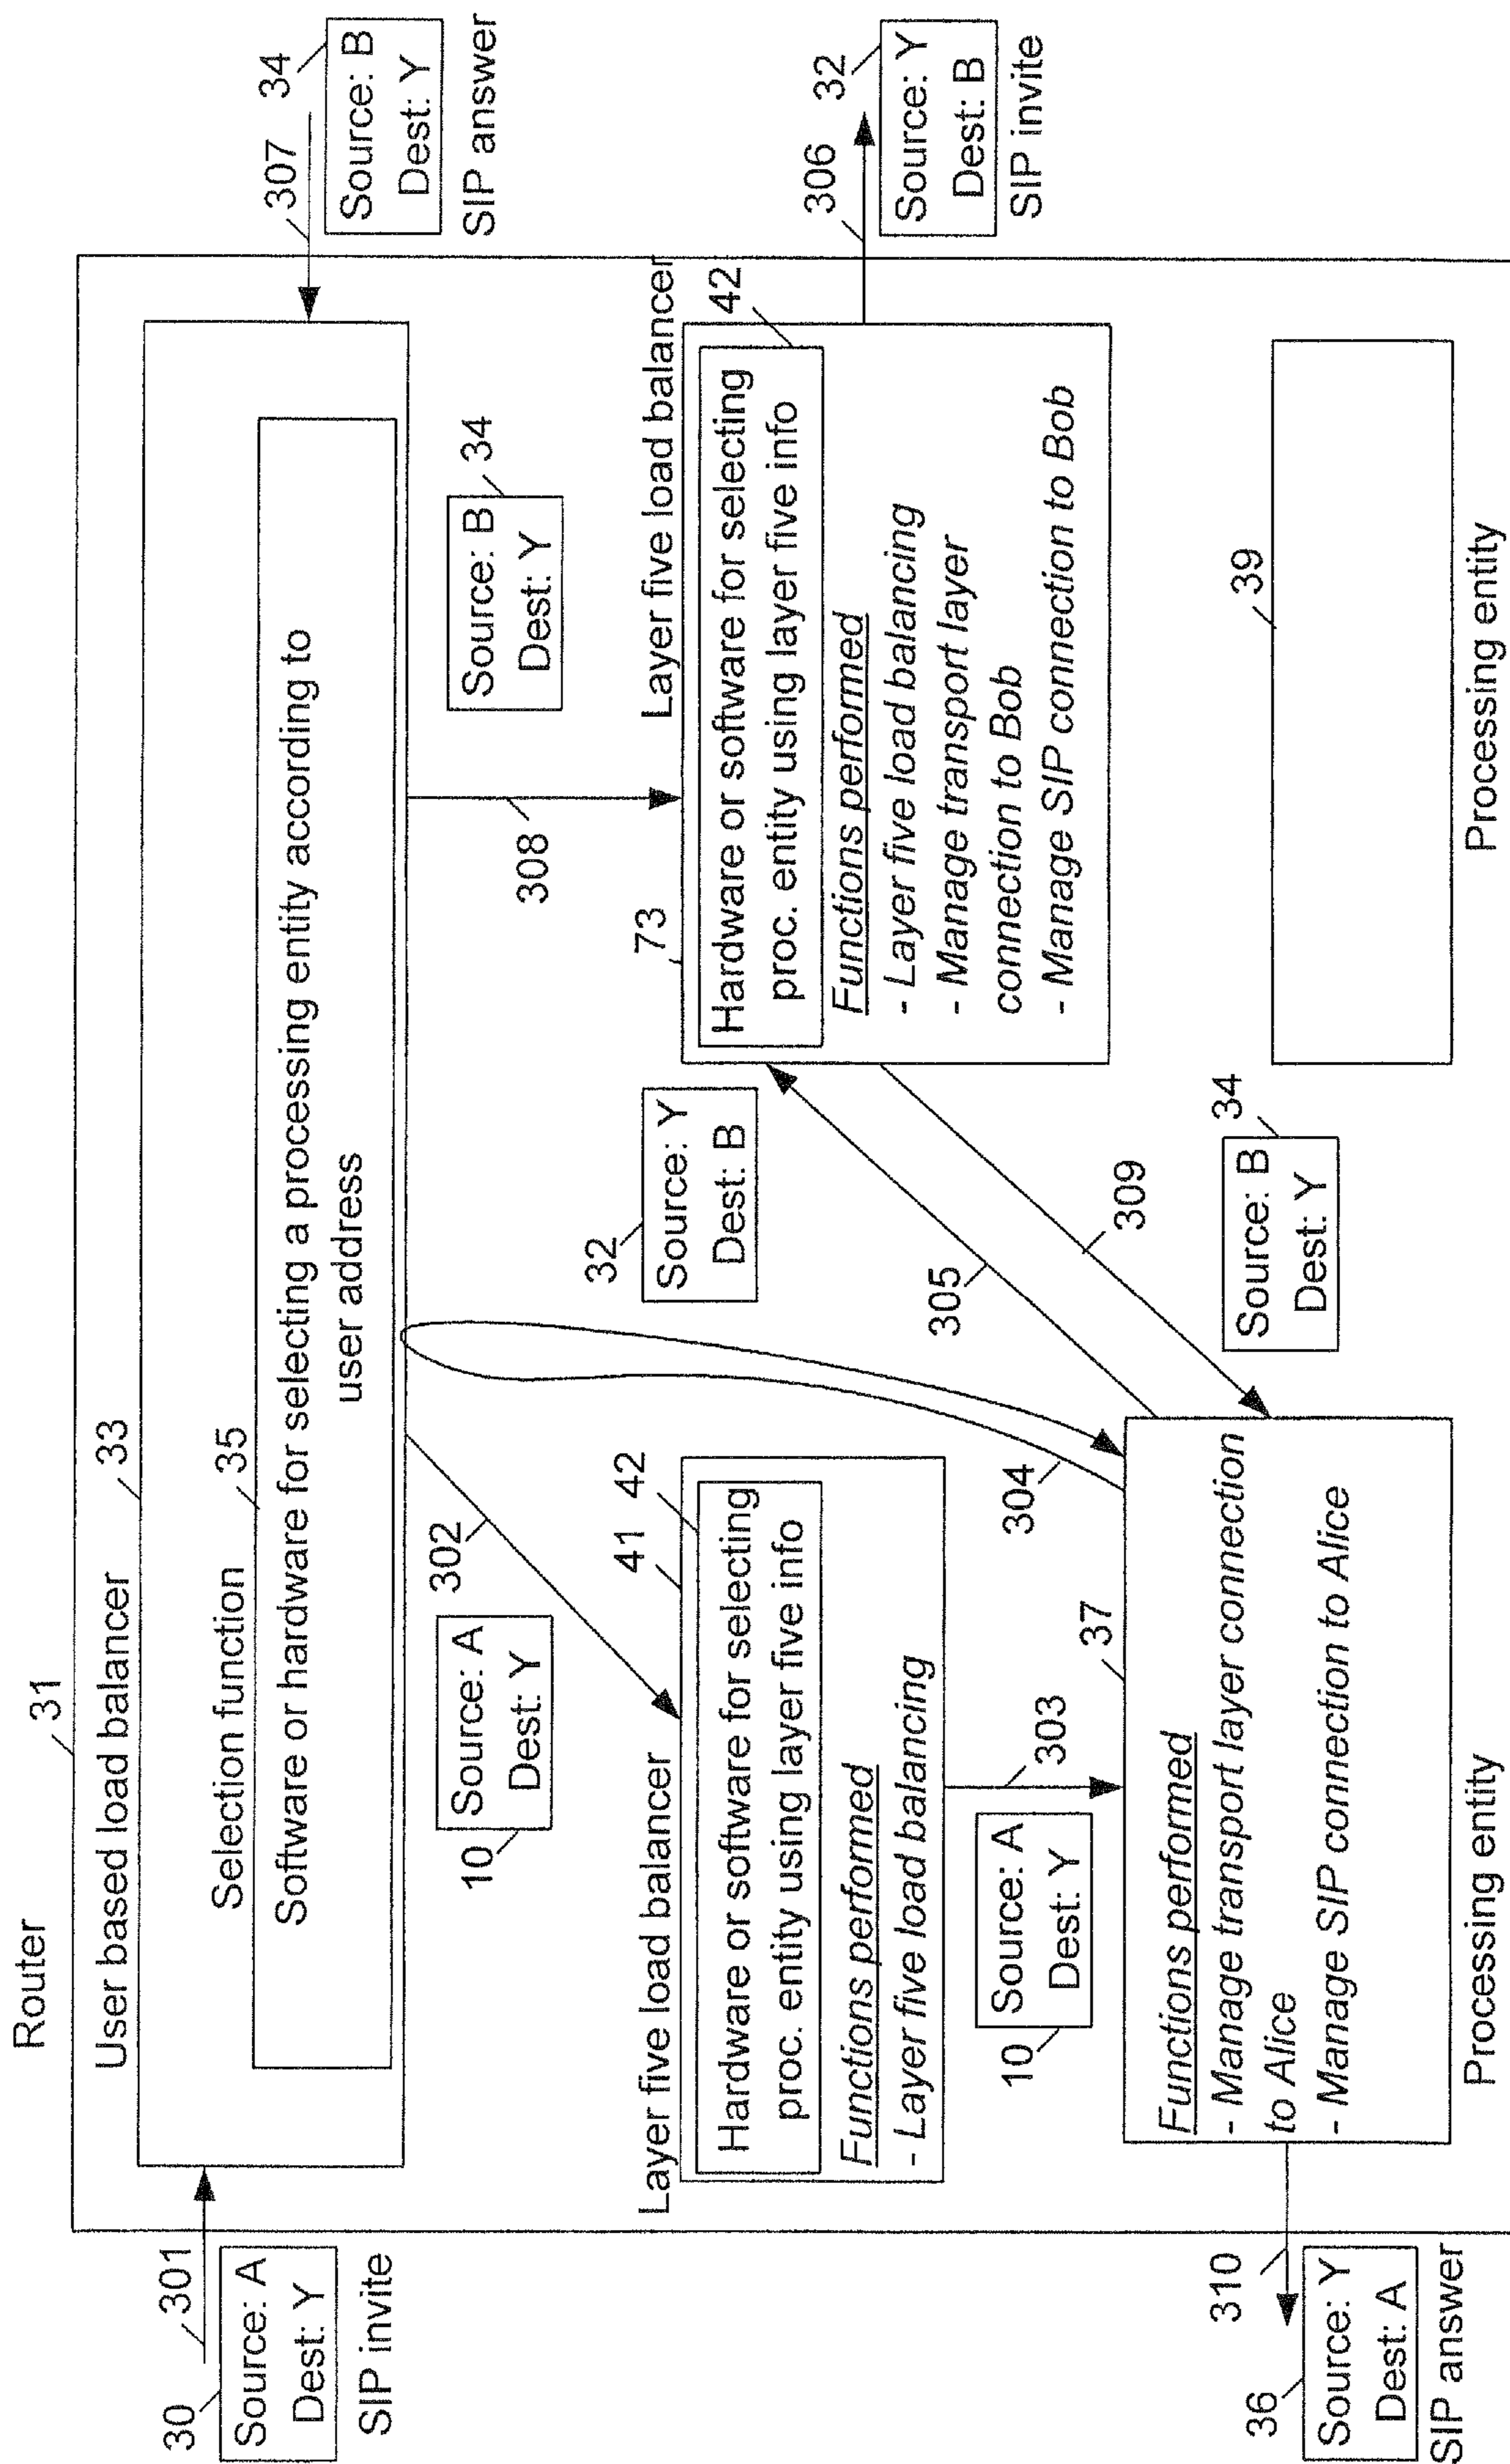 Router
31
User based load balancer
33
Selection function
35
Software or hardware for selecting a processing entity according to
user address
301
30
Source: A
Dest: Y
SIP invite
307
34
Source: B
Dest: Y
SIP answer
302
10
Source: A
Dest: Y
308
Source: B
Dest: Y
34
Layer five load balancer
41
42
Hardware or software for selecting
proc. entity using layer five info
Functions performed
- Layer five load balancing
32
Source: Y
Dest: B
73
Layer five load balancer
42
Hardware or software for selecting
proc. entity using layer five info
Functions performed
- Layer five load balancing
- Manage transport layer
connection to Bob
- Manage SIP connection to Bob
306
32
Source: Y
Dest: B
SIP invite
10
Source: A
Dest: Y
303
304
305
309
34
Source: B
Dest: Y
37
Functions performed
- Manage transport layer connection
to Alice
- Manage SIP connection to Alice
Processing entity
39
Processing entity
310
36
Source: Y
Dest: A
SIP answer